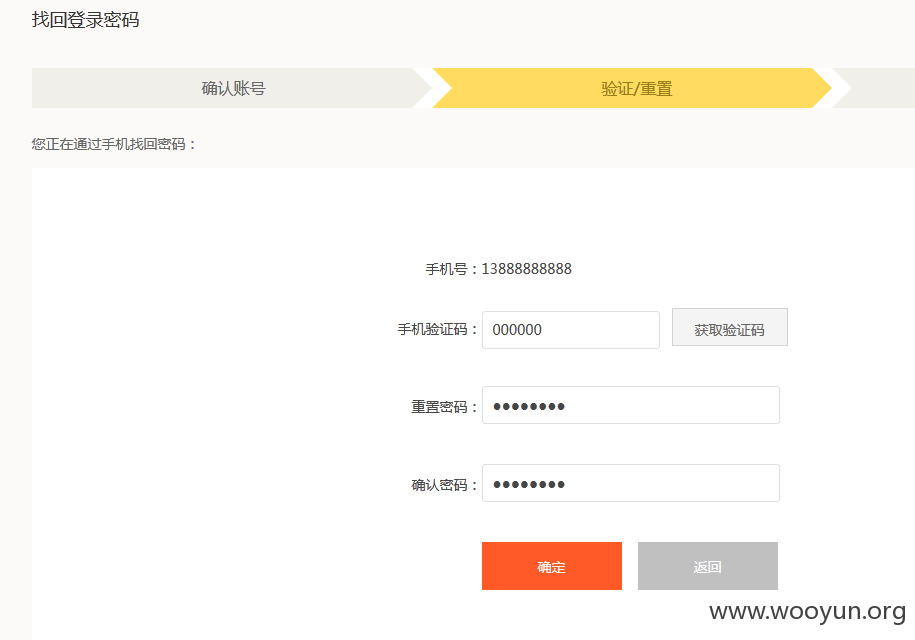 找回登录密码
确认账号
验证/重置
您正在通过手机找回密码：
手机号：13888888888
手机验证码：000000 获取验证码
重置密码：●●●●●●●●
确认密码：●●●●●●●●
确定 返回
www.wooyun.org